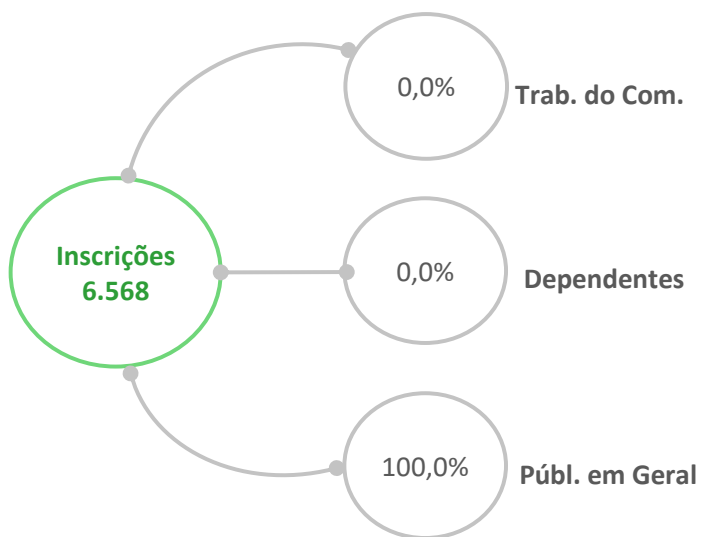 0,0%
Trab. do Com.
Inscrições
6.568
0,0%
Dependentes
100,0%
Públ. em Geral